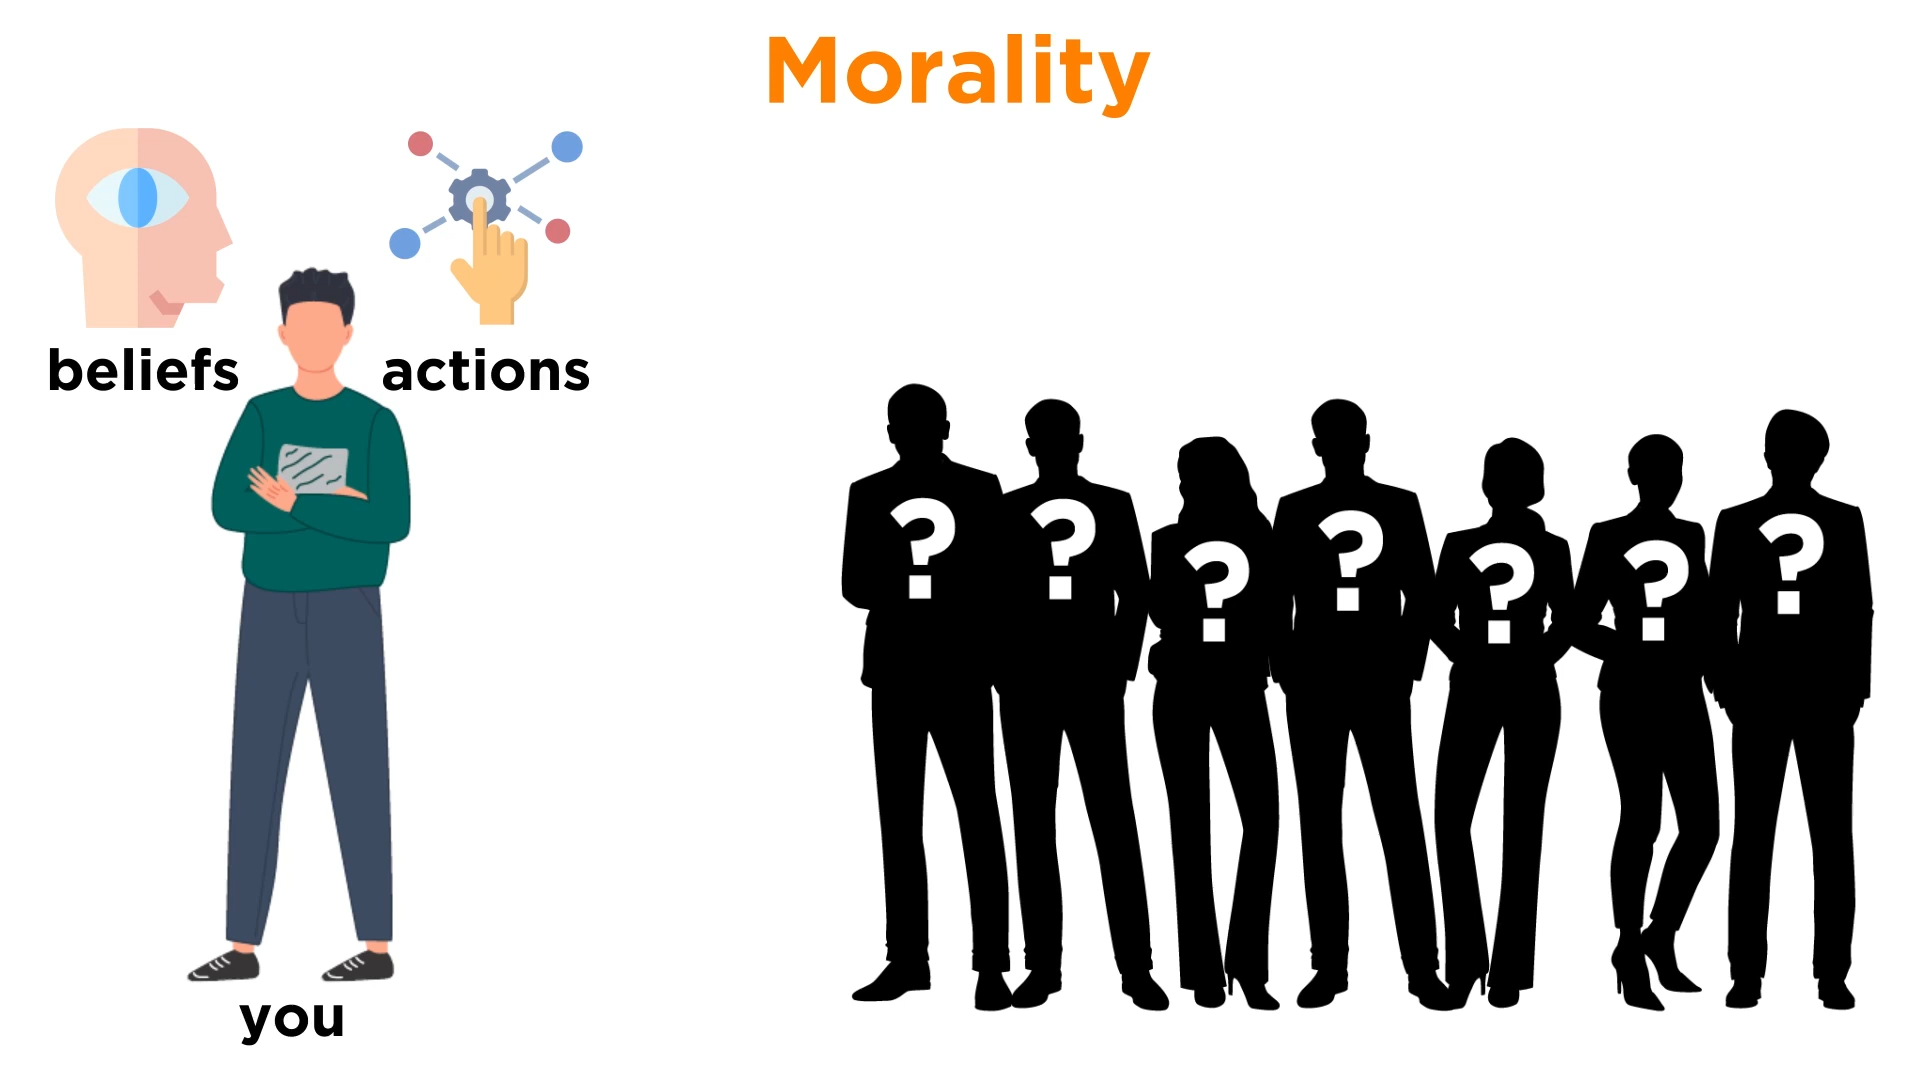 Morality
beliefs
actions
? ? ? ? ? ? ?
you